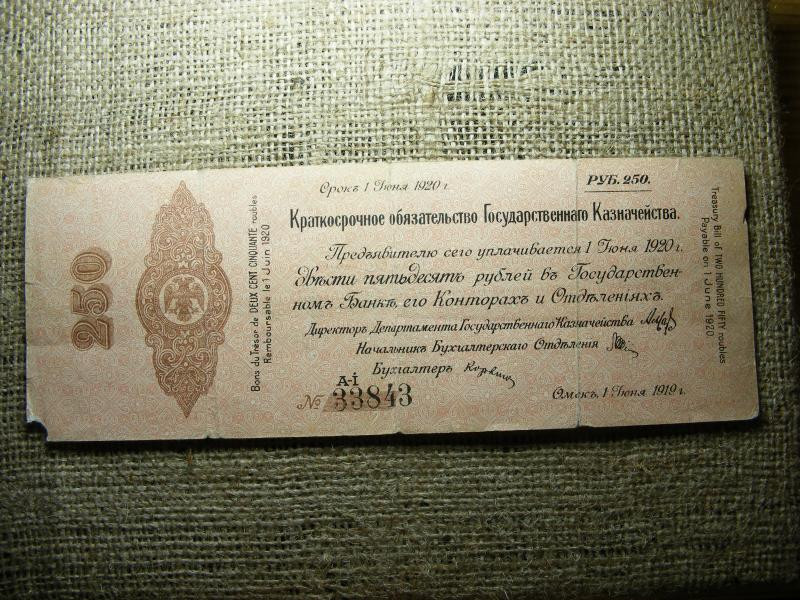 250
Bons du Trésor de DEUX CENT CINQUANTE roubles
Remboursable le 1 Juin 1920
Срокъ 1 Іюня 1920 г.
РУБ. 250.
Краткосрочное обязательство Государственнаго Казначейства.
Предъявителю сего уплачивается 1 Іюня 1920 г.
двѣсти пятьдесятъ рублей въ Государствен-
номъ Банкѣ, его Конторахъ и Отдѣленіяхъ.
Директоръ Департамента Государственнаго Казначейства
Начальникъ Бухгалтерскаго Отдѣленія
Бухгалтеръ
А-І
№ 33843
Омскъ, 1 Іюня 1919 г.
Treasury Bill of TWO HUNDRED FIFTY roubles
Payable on 1 June 1920